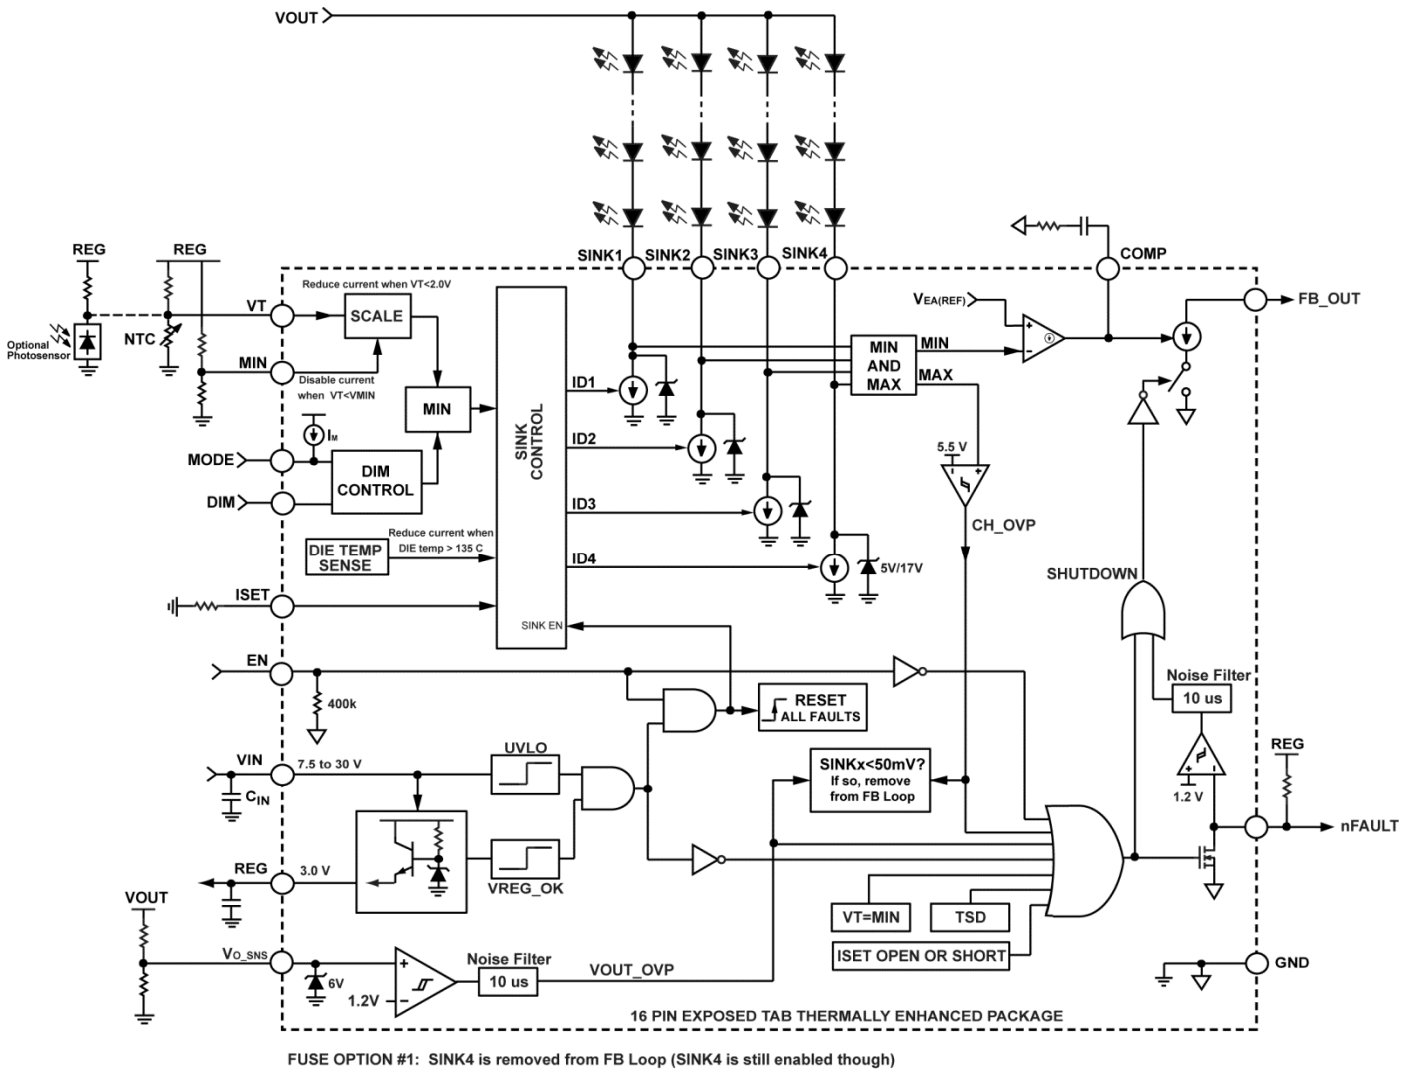 VOUT
SINK1
SINK2
SINK3
SINK4
COMP
REG
REG
VT
Reduce current when VT<2.0V
SCALE
Optional
Photosensor
NTC
MIN
Disable current
when VT<VMIN
MIN
IM
MODE
DIM
DIM
CONTROL
DIE TEMP
SENSE
Reduce current when
DIE temp > 135 C
SINK
CONTROL
ID1
ID2
ID3
ID4
5V/17V
SINK EN
VEA(REF)
+
−
MIN
AND
MAX
MIN
MAX
FB_OUT
5.5 V
−
+
CH_OVP
SHUTDOWN
ISET
EN
400k
RESET
ALL FAULTS
Noise Filter
10 us
+
−
1.2 V
REG
nFAULT
VIN
7.5 to 30 V
CIN
UVLO
SINKx<50mV?
If so, remove
from FB Loop
VREG_OK
REG
3.0 V
VT=MIN
TSD
ISET OPEN OR SHORT
VOUT
VO_SNS
6V
+
1.2V
−
Noise Filter
10 us
VOUT_OVP
GND
16 PIN EXPOSED TAB THERMALLY ENHANCED PACKAGE
FUSE OPTION #1: SINK4 is removed from FB Loop (SINK4 is still enabled though)